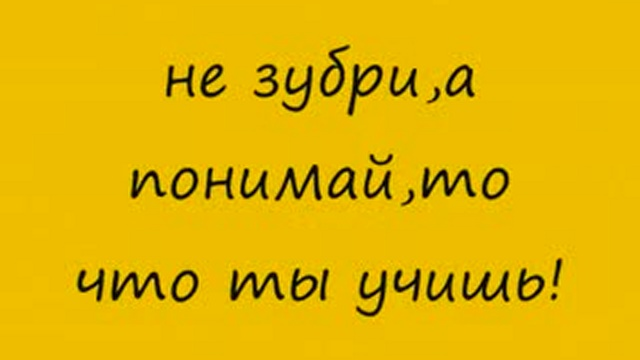 не зубри,а
понимай,то
что ты учишь!